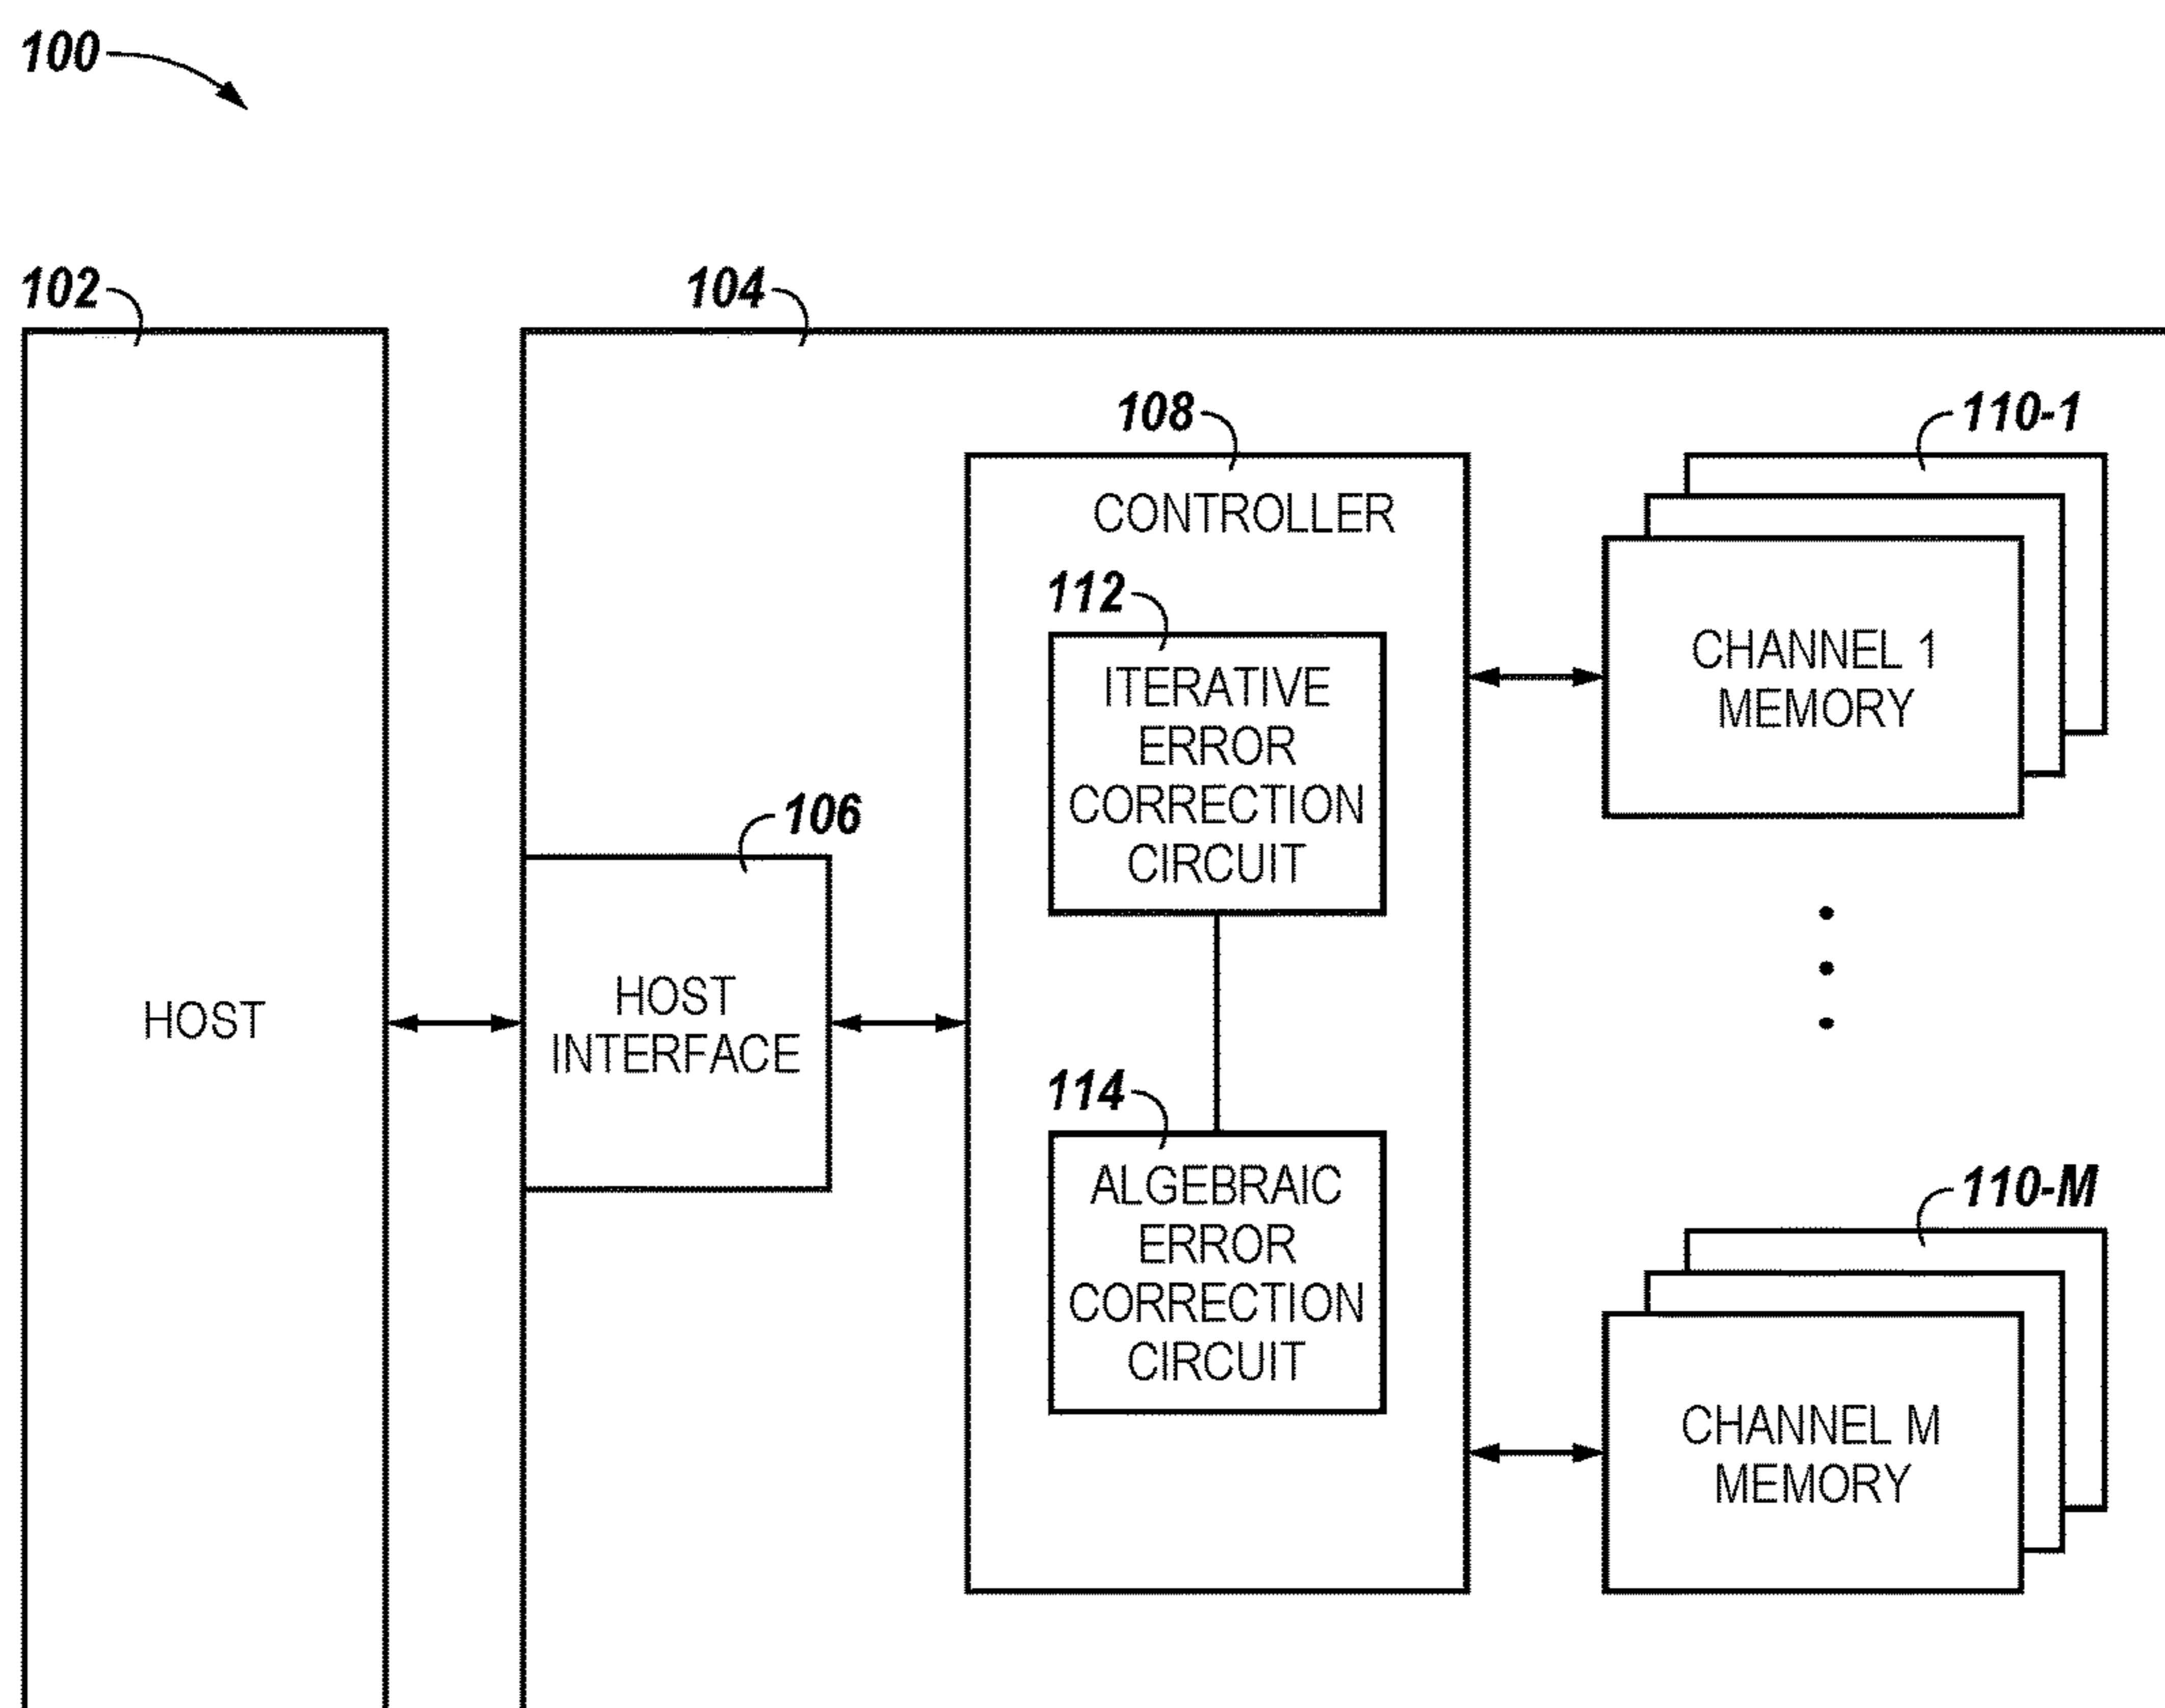 100
102
104
108
110-1
CONTROLLER
112
ITERATIVE
ERROR
CORRECTION
CIRCUIT
CHANNEL 1
MEMORY
106
HOST
HOST
INTERFACE
114
ALGEBRAIC
ERROR
CORRECTION
CIRCUIT
110-M
CHANNEL M
MEMORY